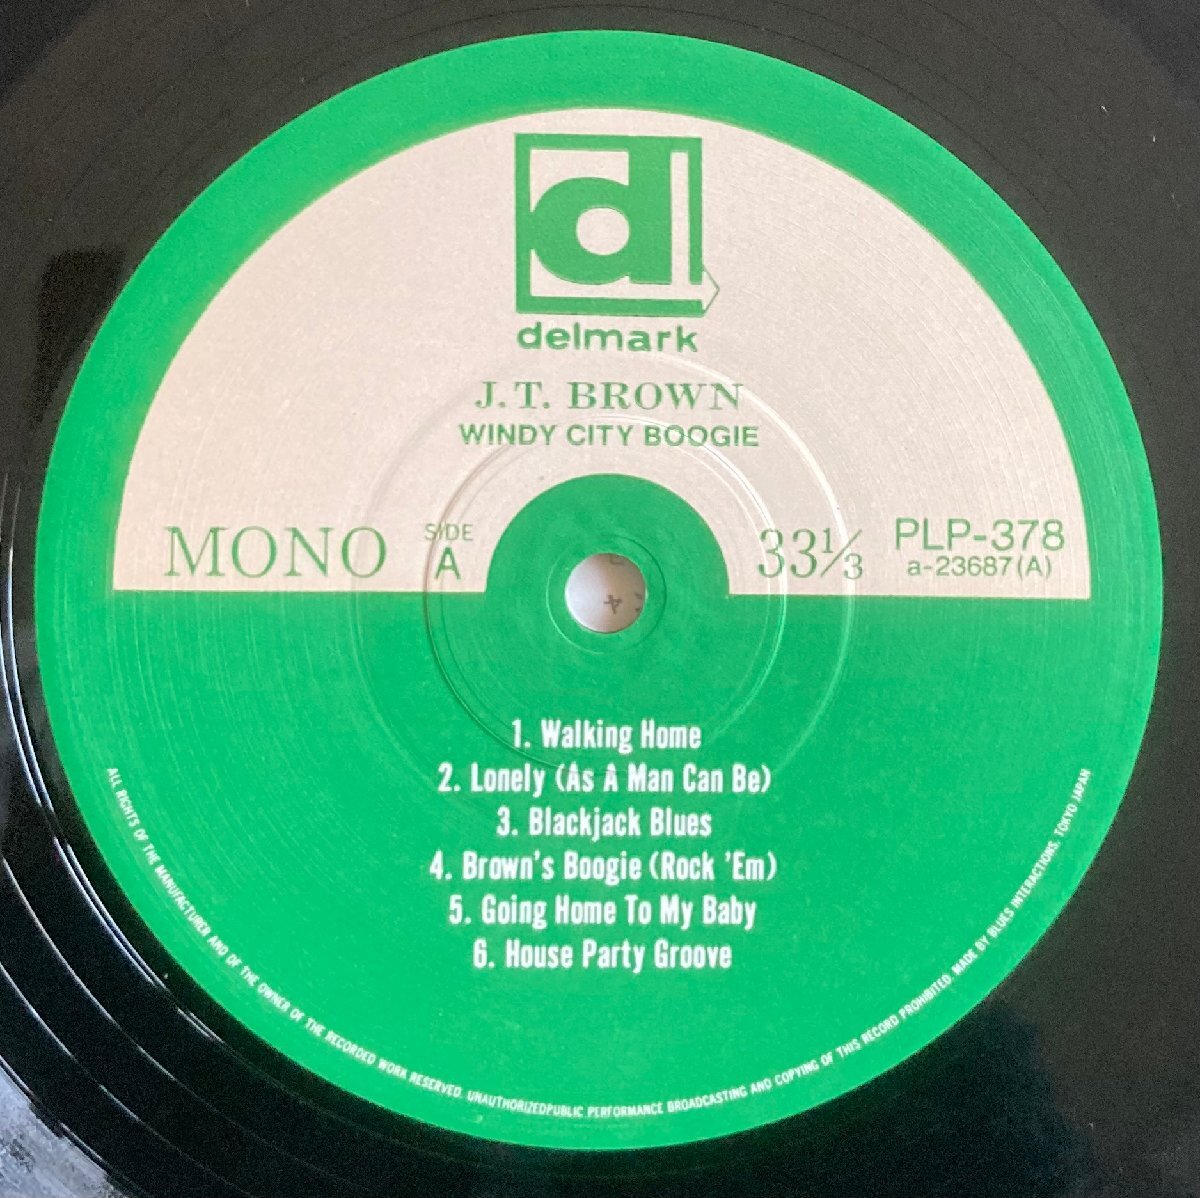 d
delmark
J.T. BROWN
WINDY CITY BOOGIE
MONO
SIDE
A
33⅓
PLP-378
a-23687(A)
1. Walking Home
2. Lonely (As A Man Can Be)
3. Blackjack Blues
4. Brown's Boogie (Rock 'Em)
5. Going Home To My Baby
6. House Party Groove
ALL RIGHTS OF THE MANUFACTURER AND OF THE OWNER OF THE RECORDED WORK RESERVED. UNAUTHORIZEDPUBLIC PERFORMANCE BROADCASTING AND COPYING OF THIS RECORD PROHIBITED. MADE BY BLUES INTERACTIONS, TOKYO JAPAN